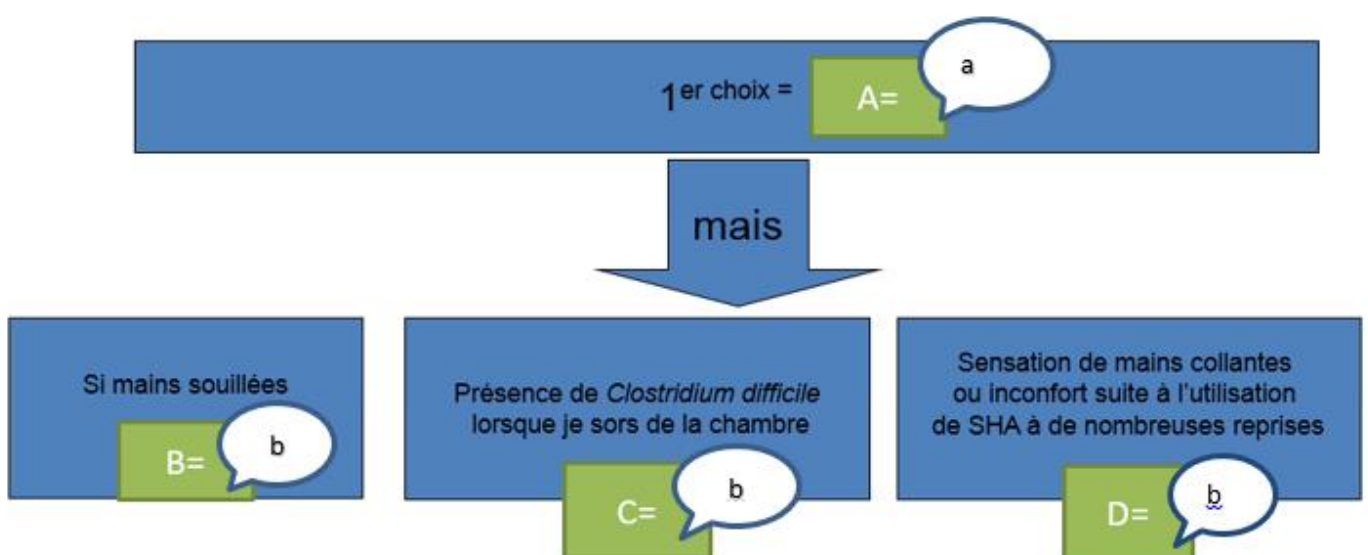 1er choix =
A=
a
mais
Si mains souillées
B=
b
Présence de Clostridium difficile
lorsque je sors de la chambre
C=
b
Sensation de mains collantes
ou inconfort suite à l'utilisation
de SHA à de nombreuses reprises
D=
b